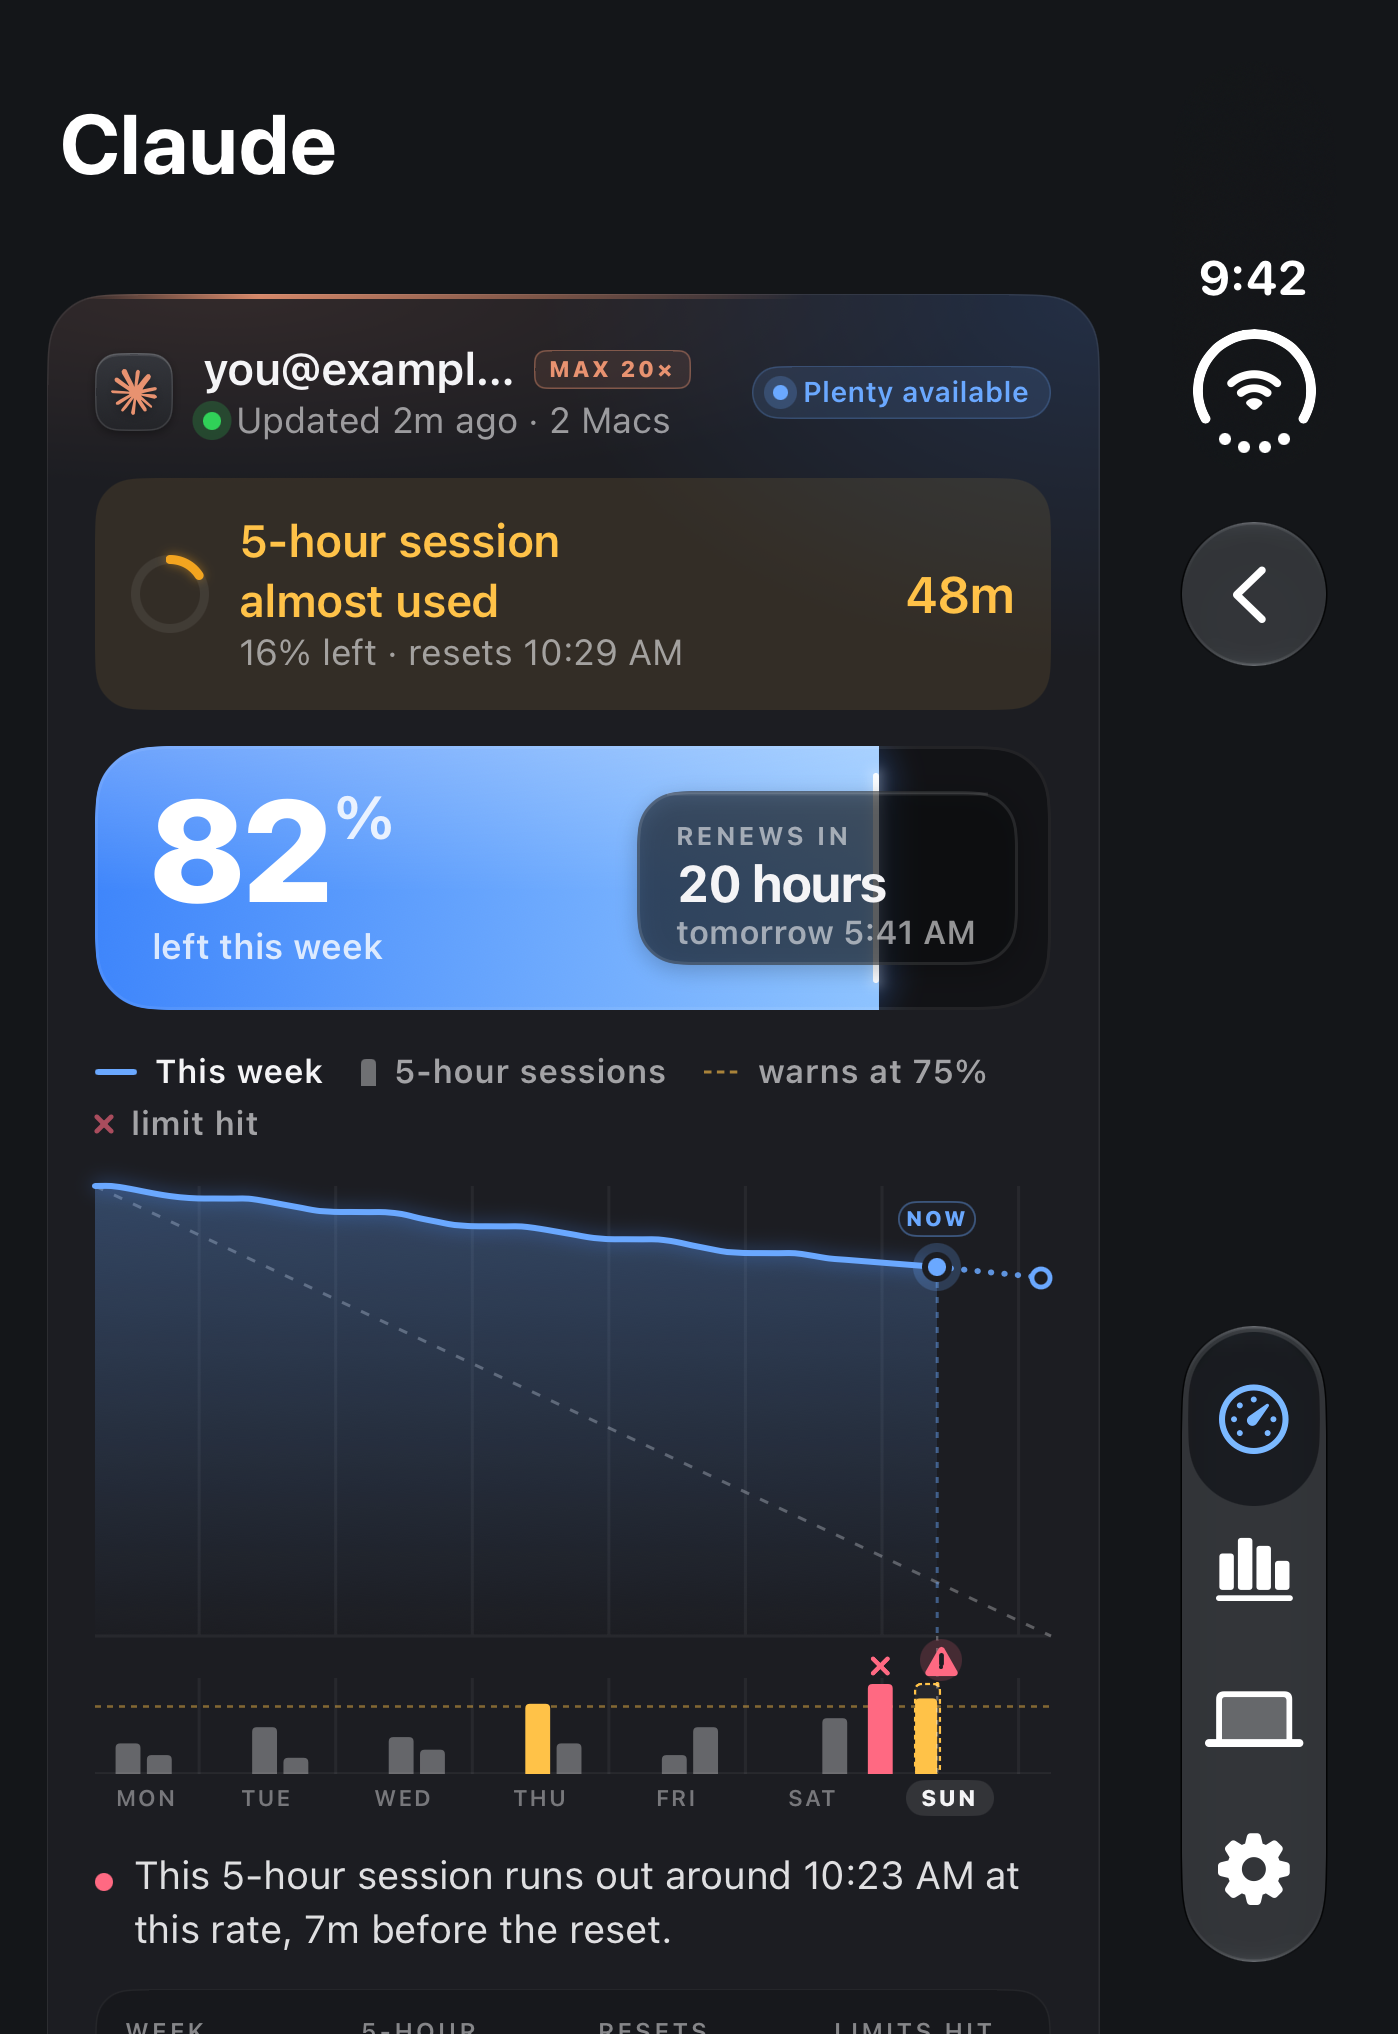 Claude
9:42
you@exampl... MAX 20×
Plenty available
Updated 2m ago · 2 Macs
5-hour session
almost used
48m
16% left · resets 10:29 AM
82%
left this week
RENEWS IN
20 hours
tomorrow 5:41 AM
This week 5-hour sessions warns at 75%
limit hit
NOW
MON TUE WED THU FRI SAT SUN
This 5-hour session runs out around 10:23 AM at
this rate, 7m before the reset.
WEEK 5-HOUR RESETS LIMITS HIT